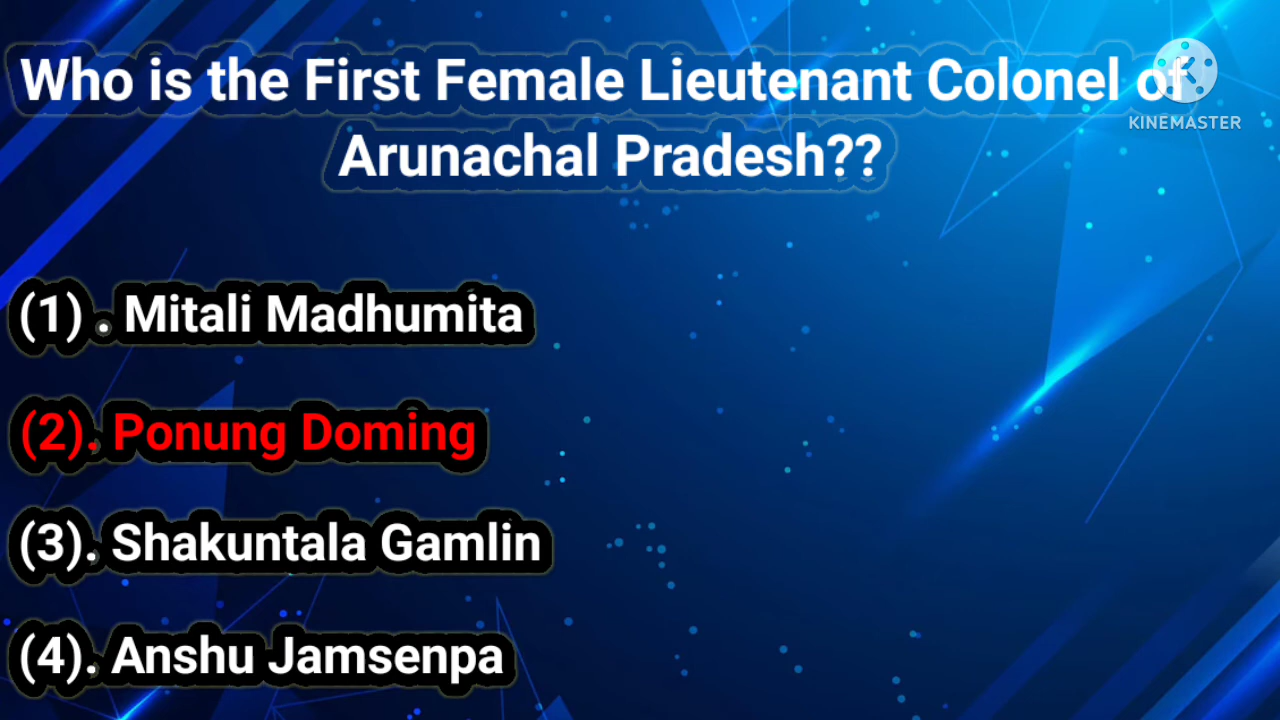 Who is the First Female Lieutenant Colonel of
KINEMASTER
Arunachal Pradesh??
(1) . Mitali Madhumita
(2). Ponung Doming
(3). Shakuntala Gamlin
(4). Anshu Jamsenpa